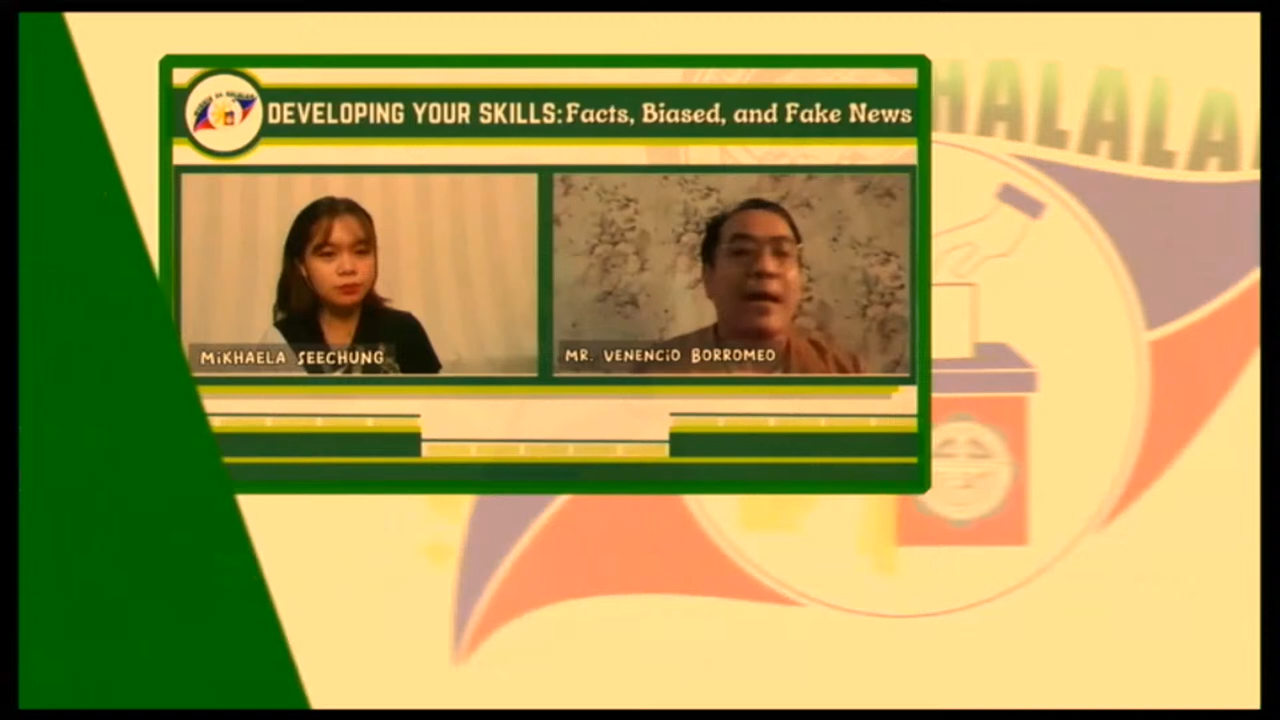 DEVELOPING YOUR SKILLS: Facts, Biased, and Fake News
HALALA
MiKHAELA SEECHUNG
MR. VENENCiO BORROMEO